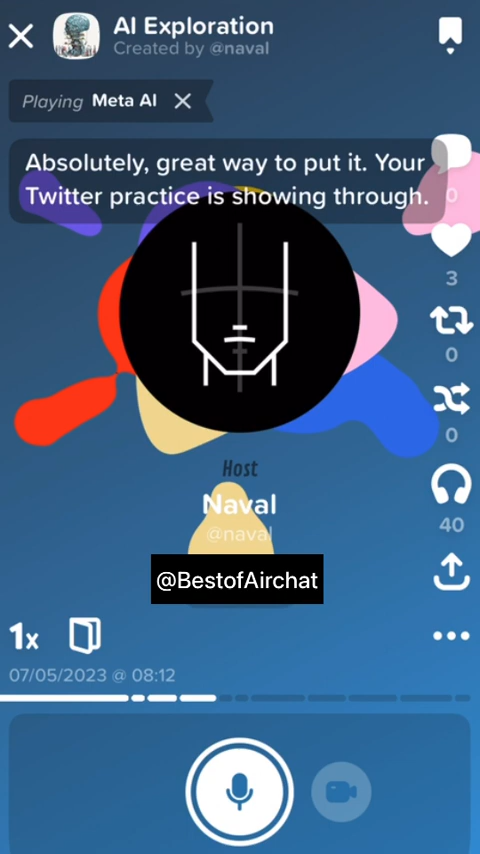 AI Exploration
Created by @naval
Playing Meta AI
Absolutely, great way to put it. Your
Twitter practice is showing through.
0
3
0
0
Host
Naval
@naval
40
@BestofAirchat
1x
07/05/2023 @ 08:12